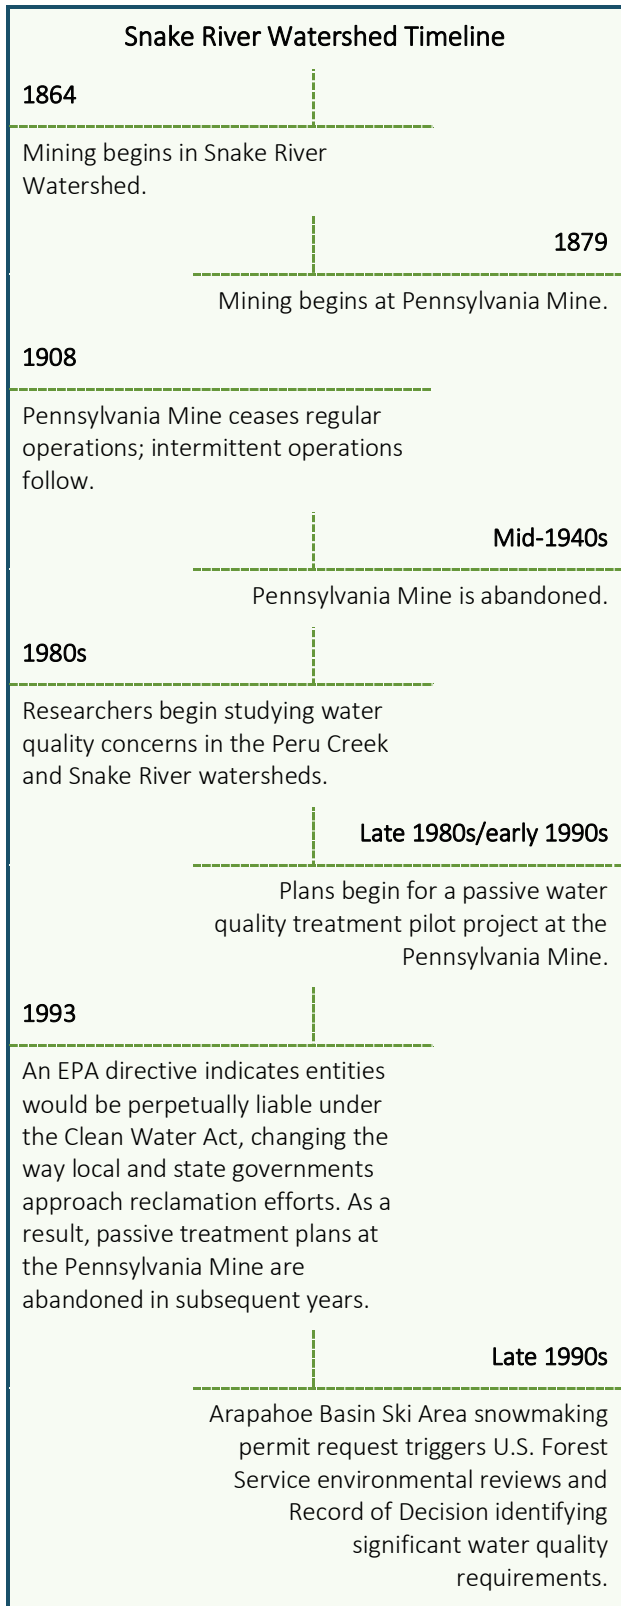 Snake River Watershed Timeline
1864
Mining begins in Snake River
Watershed.
1879
Mining begins at Pennsylvania Mine.
1908
Pennsylvania Mine ceases regular
operations; intermittent operations
follow.
Mid-1940s
Pennsylvania Mine is abandoned.
1980s
Researchers begin studying water
quality concerns in the Peru Creek
and Snake River watersheds.
Late 1980s/early 1990s
Plans begin for a passive water
quality treatment pilot project at the
Pennsylvania Mine.
1993
An EPA directive indicates entities
would be perpetually liable under
the Clean Water Act, changing the
way local and state governments
approach reclamation efforts. As a
result, passive treatment plans at
the Pennsylvania Mine are
abandoned in subsequent years.
Late 1990s
Arapahoe Basin Ski Area snowmaking
permit request triggers U.S. Forest
Service environmental reviews and
Record of Decision identifying
significant water quality
requirements.